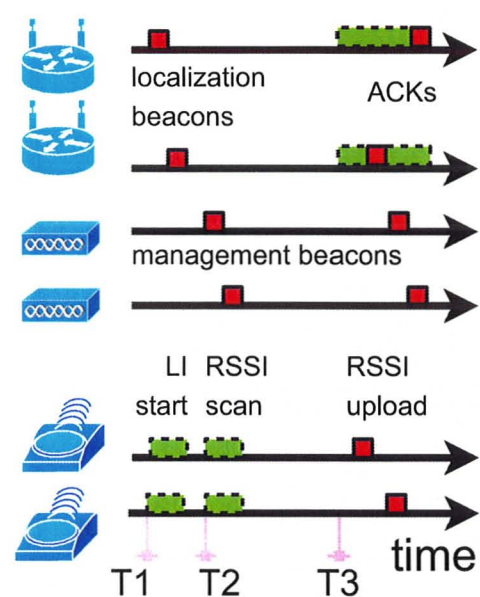 localization
beacons
ACKs
management beacons
LI RSSI RSSI
start scan upload
time
T1 T2 T3